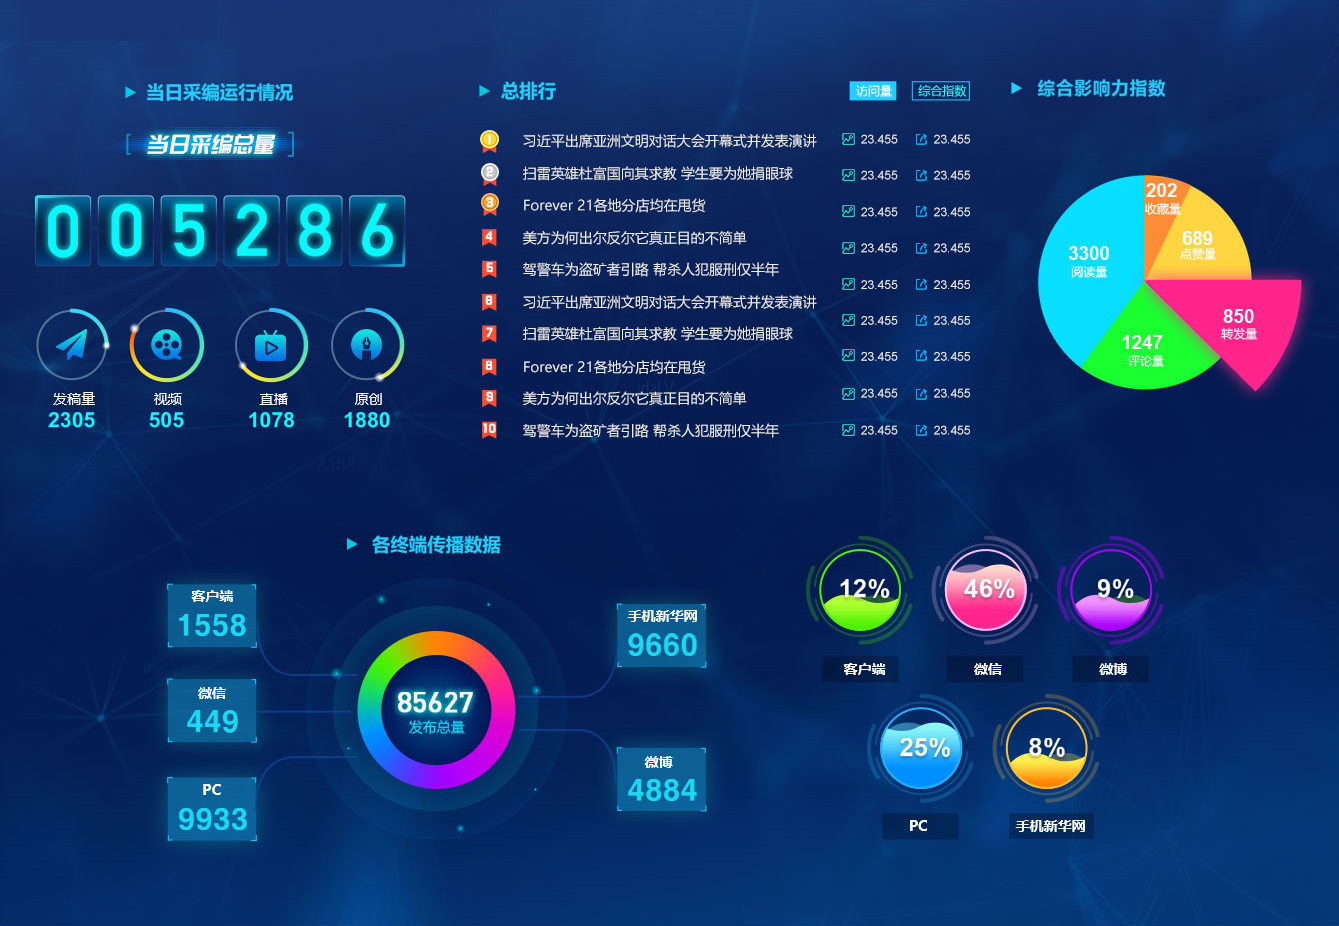 当日采编运行情况
当日采编总量
005286
发稿量
2305
视频
505
直播
1078
原创
1880
总排行
访问量 综合指数
1 习近平出席亚洲文明对话大会开幕式并发表演讲 23.455 23.455
2 扫雷英雄杜富国向其求教 学生要为她捐眼球 23.455 23.455
3 Forever 21各地分店均在甩货 23.455 23.455
4 美方为何出尔反尔它真正目的不简单 23.455 23.455
5 驾警车为盗矿者引路 帮杀人犯服刑仅半年 23.455 23.455
6 习近平出席亚洲文明对话大会开幕式并发表演讲 23.455 23.455
7 扫雷英雄杜富国向其求教 学生要为她捐眼球 23.455 23.455
8 Forever 21各地分店均在甩货 23.455 23.455
9 美方为何出尔反尔它真正目的不简单 23.455 23.455
10 驾警车为盗矿者引路 帮杀人犯服刑仅半年
综合影响力指数
202
收藏量
689
点赞量
3300
阅读量
850
转发量
1247
评论量
各终端传播数据
客户端
1558
微信
449
PC
9933
85627
发布总量
手机新华网
9660
微博
4884
12%
客户端
46%
微信
9%
微博
25%
PC
8%
手机新华网